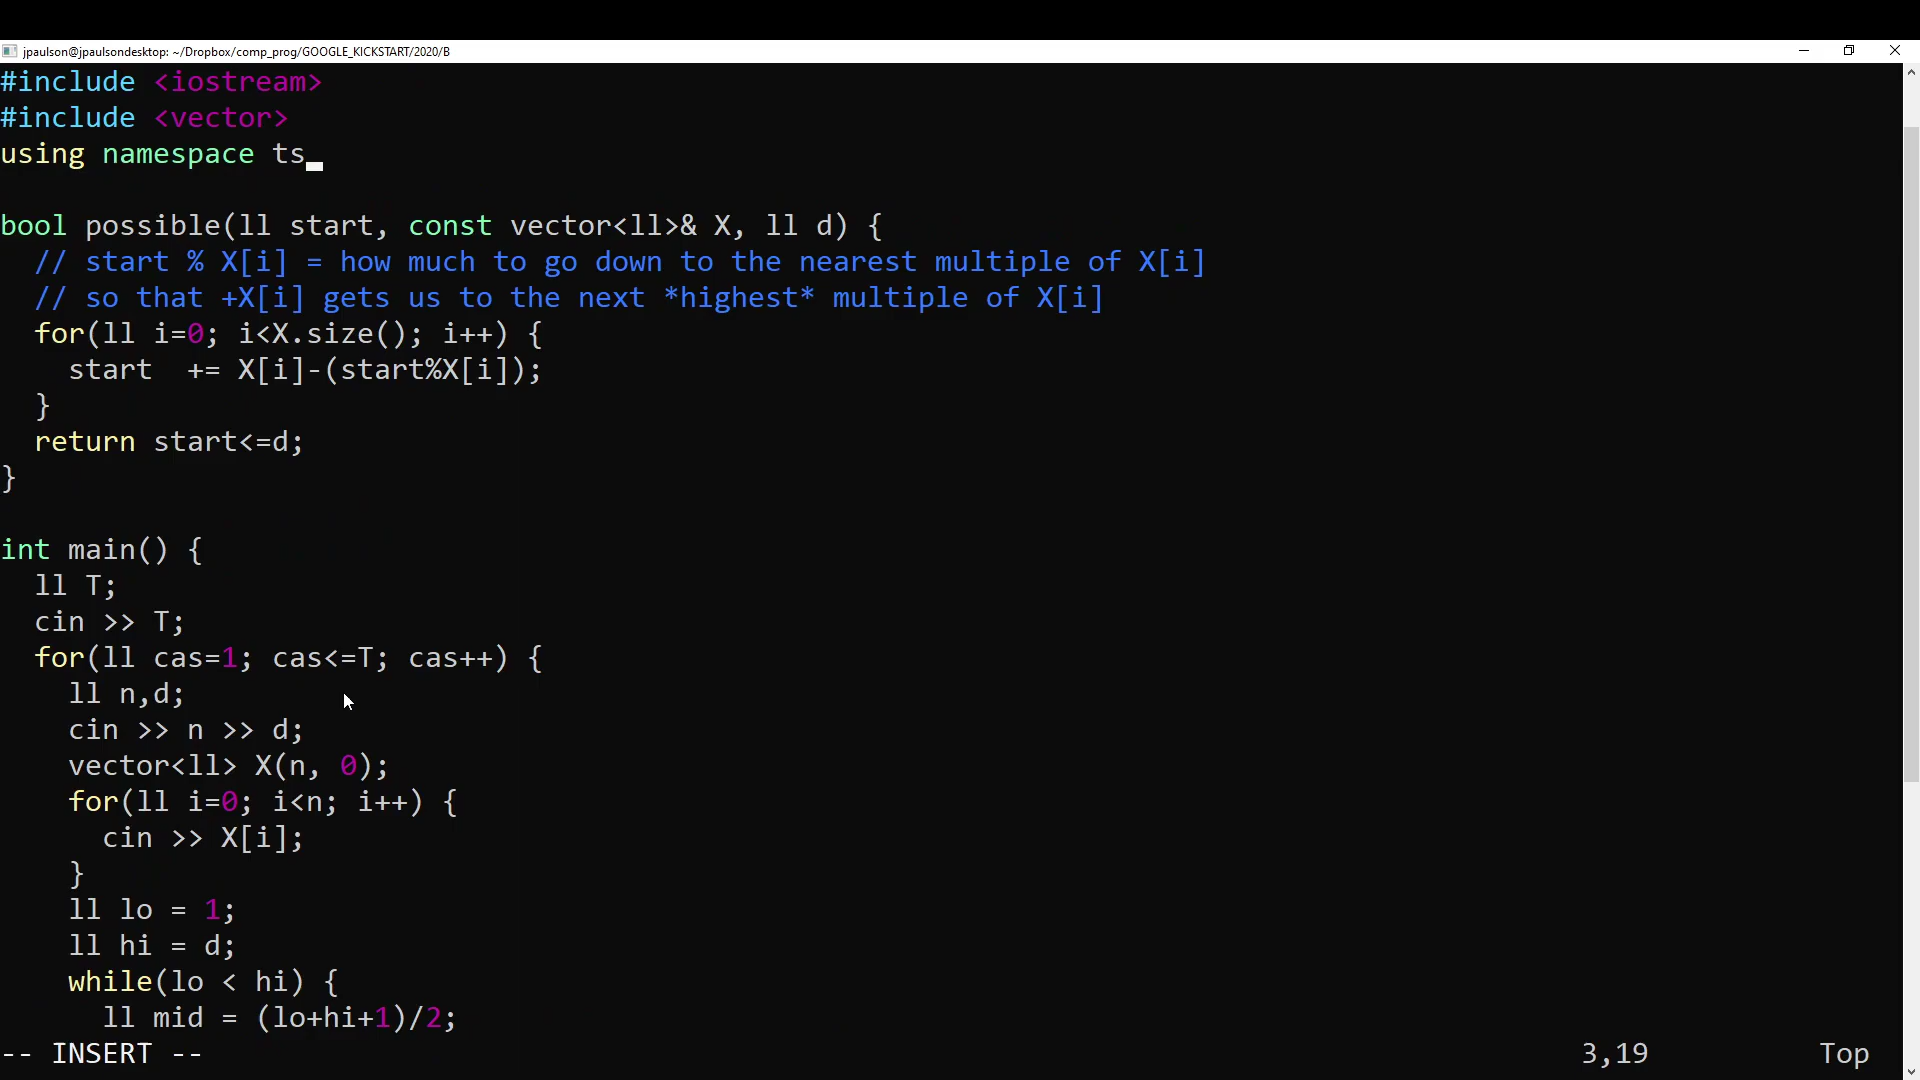 jpaulson@jpaulsondesktop: ~/Dropbox/comp_prog/GOOGLE_KICKSTART/2020/B
#include <iostream>
#include <vector>
using namespace ts

bool possible(ll start, const vector<ll>& X, ll d) {
  // start % X[i] = how much to go down to the nearest multiple of X[i]
  // so that +X[i] gets us to the next *highest* multiple of X[i]
  for(ll i=0; i<X.size(); i++) {
    start  += X[i]-(start%X[i]);
  }
  return start<=d;
}

int main() {
  ll T;
  cin >> T;
  for(ll cas=1; cas<=T; cas++) {
    ll n,d;
    cin >> n >> d;
    vector<ll> X(n, 0);
    for(ll i=0; i<n; i++) {
      cin >> X[i];
    }
    ll lo = 1;
    ll hi = d;
    while(lo < hi) {
      ll mid = (lo+hi+1)/2;
-- INSERT -- 3,19 Top